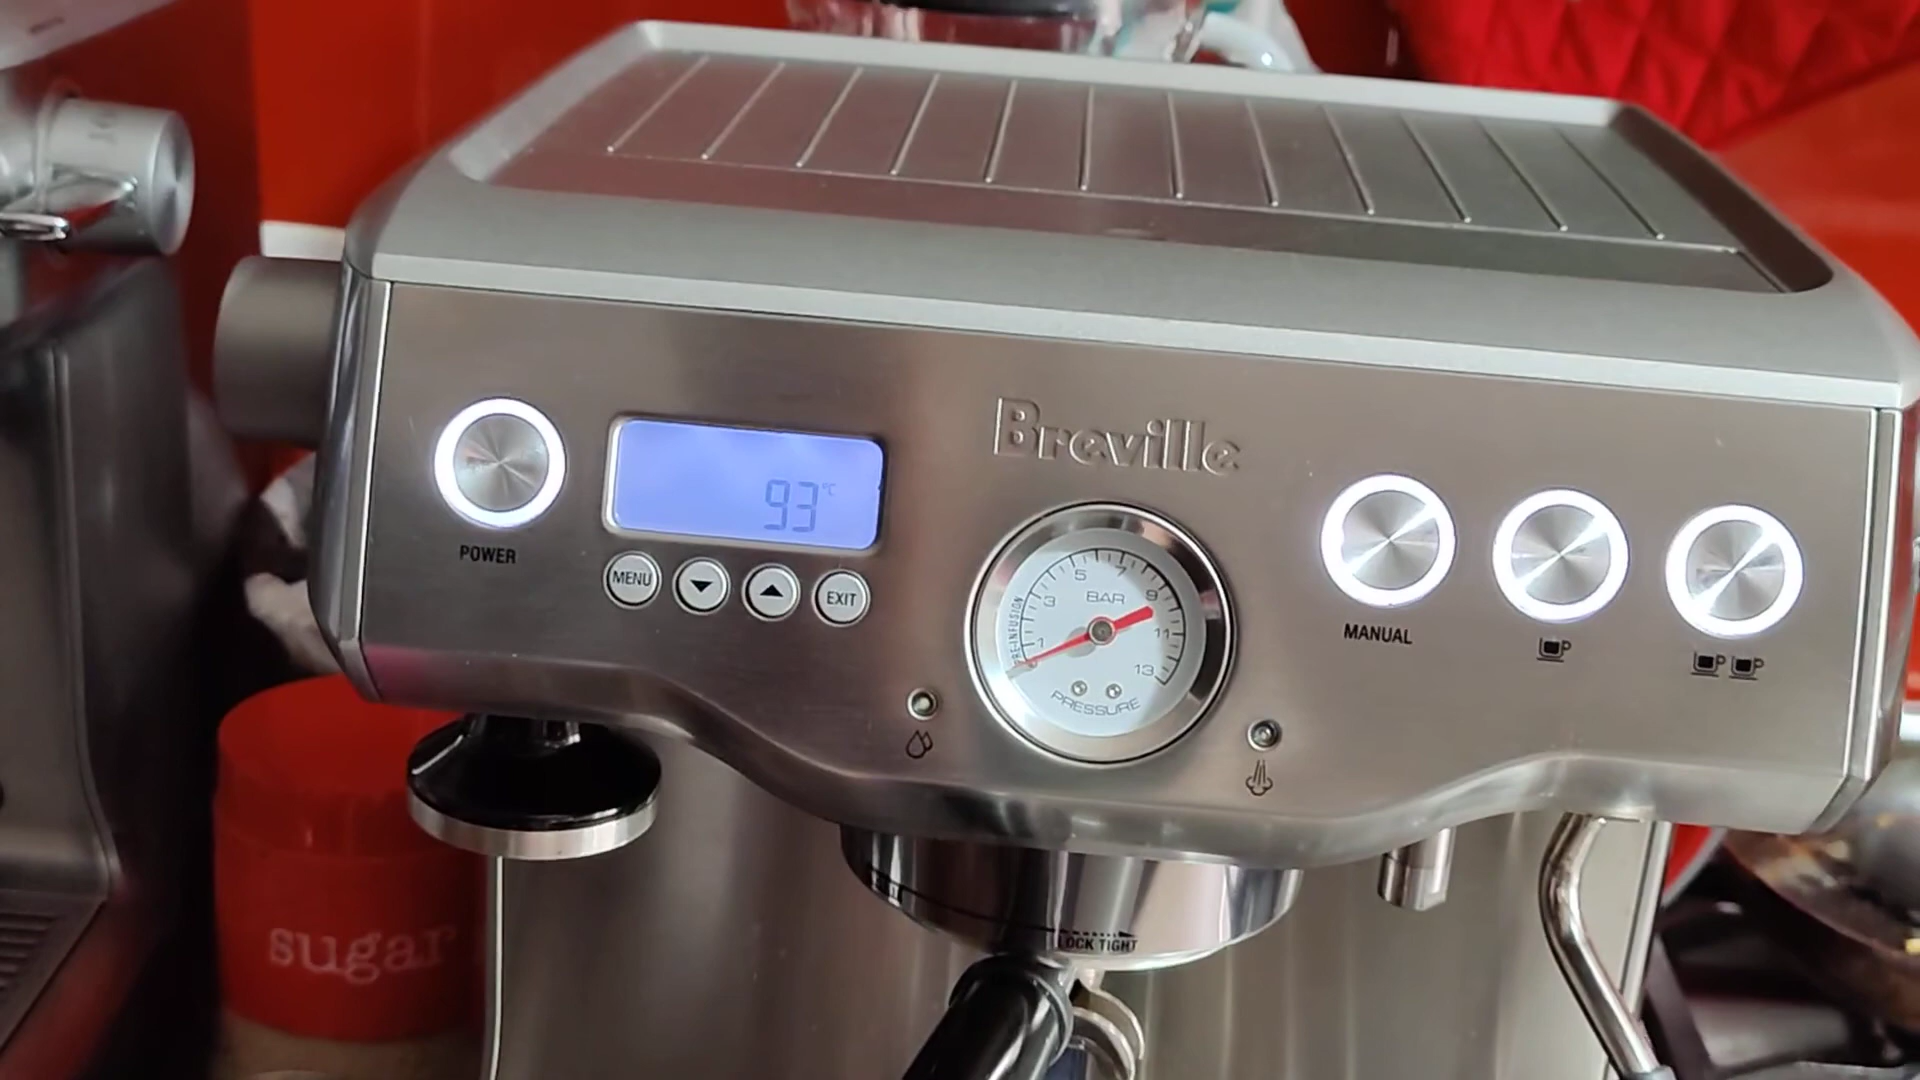 Breville
93°C
POWER
MENU
EXIT
5 7
3 BAR 9
1 11
13
PRE-INFUSION
PRESSURE
MANUAL
LOCK TIGHT
sugar